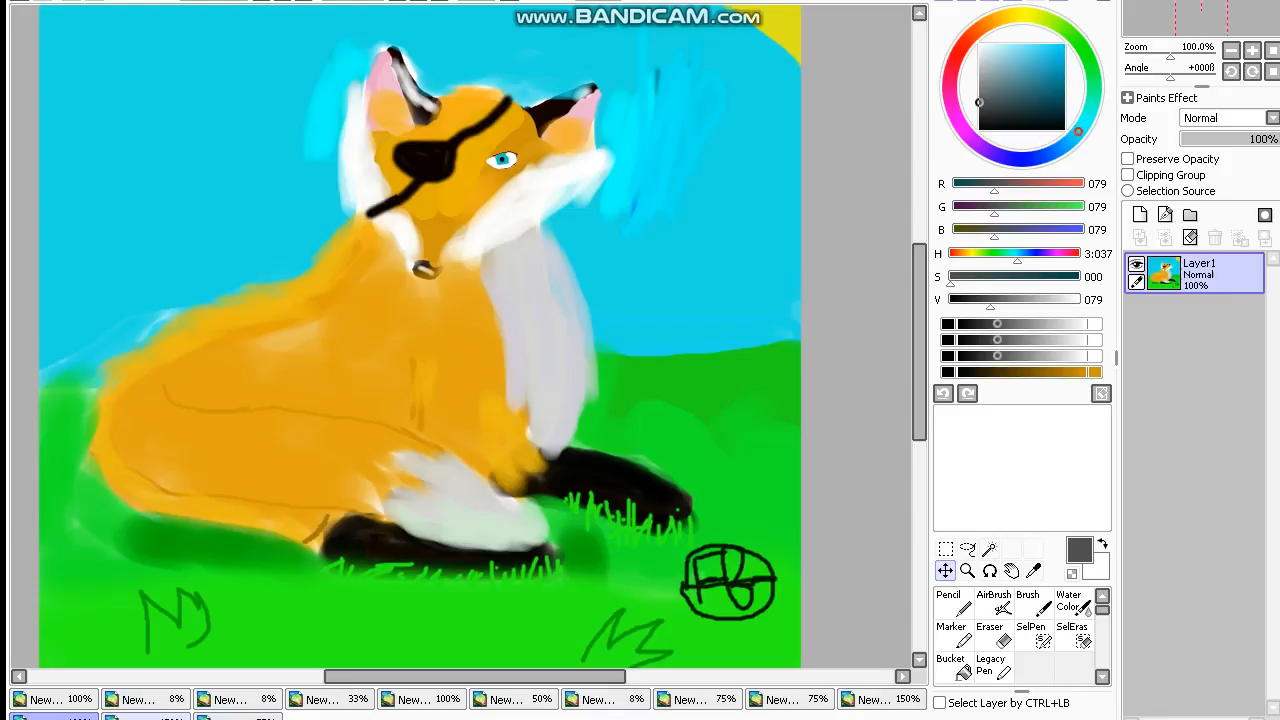 www.BANDICAM.com
Zoom 100.0%
Angle +000ß
Paints Effect
Mode Normal
Opacity 100%
Preserve Opacity
Clipping Group
Selection Source
R 079
G 079
B 079
H 3:037
S 000
V 079
Layer1
Normal
100%
Pencil AirBrush Brush Water Color
Marker Eraser SelPen SelEras
Bucket Legacy Pen
Select Layer by CTRL+LB
New... 100% New... 8% New... 8% New... 33% New... 100% New... 50% New... 8% New... 75% New... 75% New... 150%